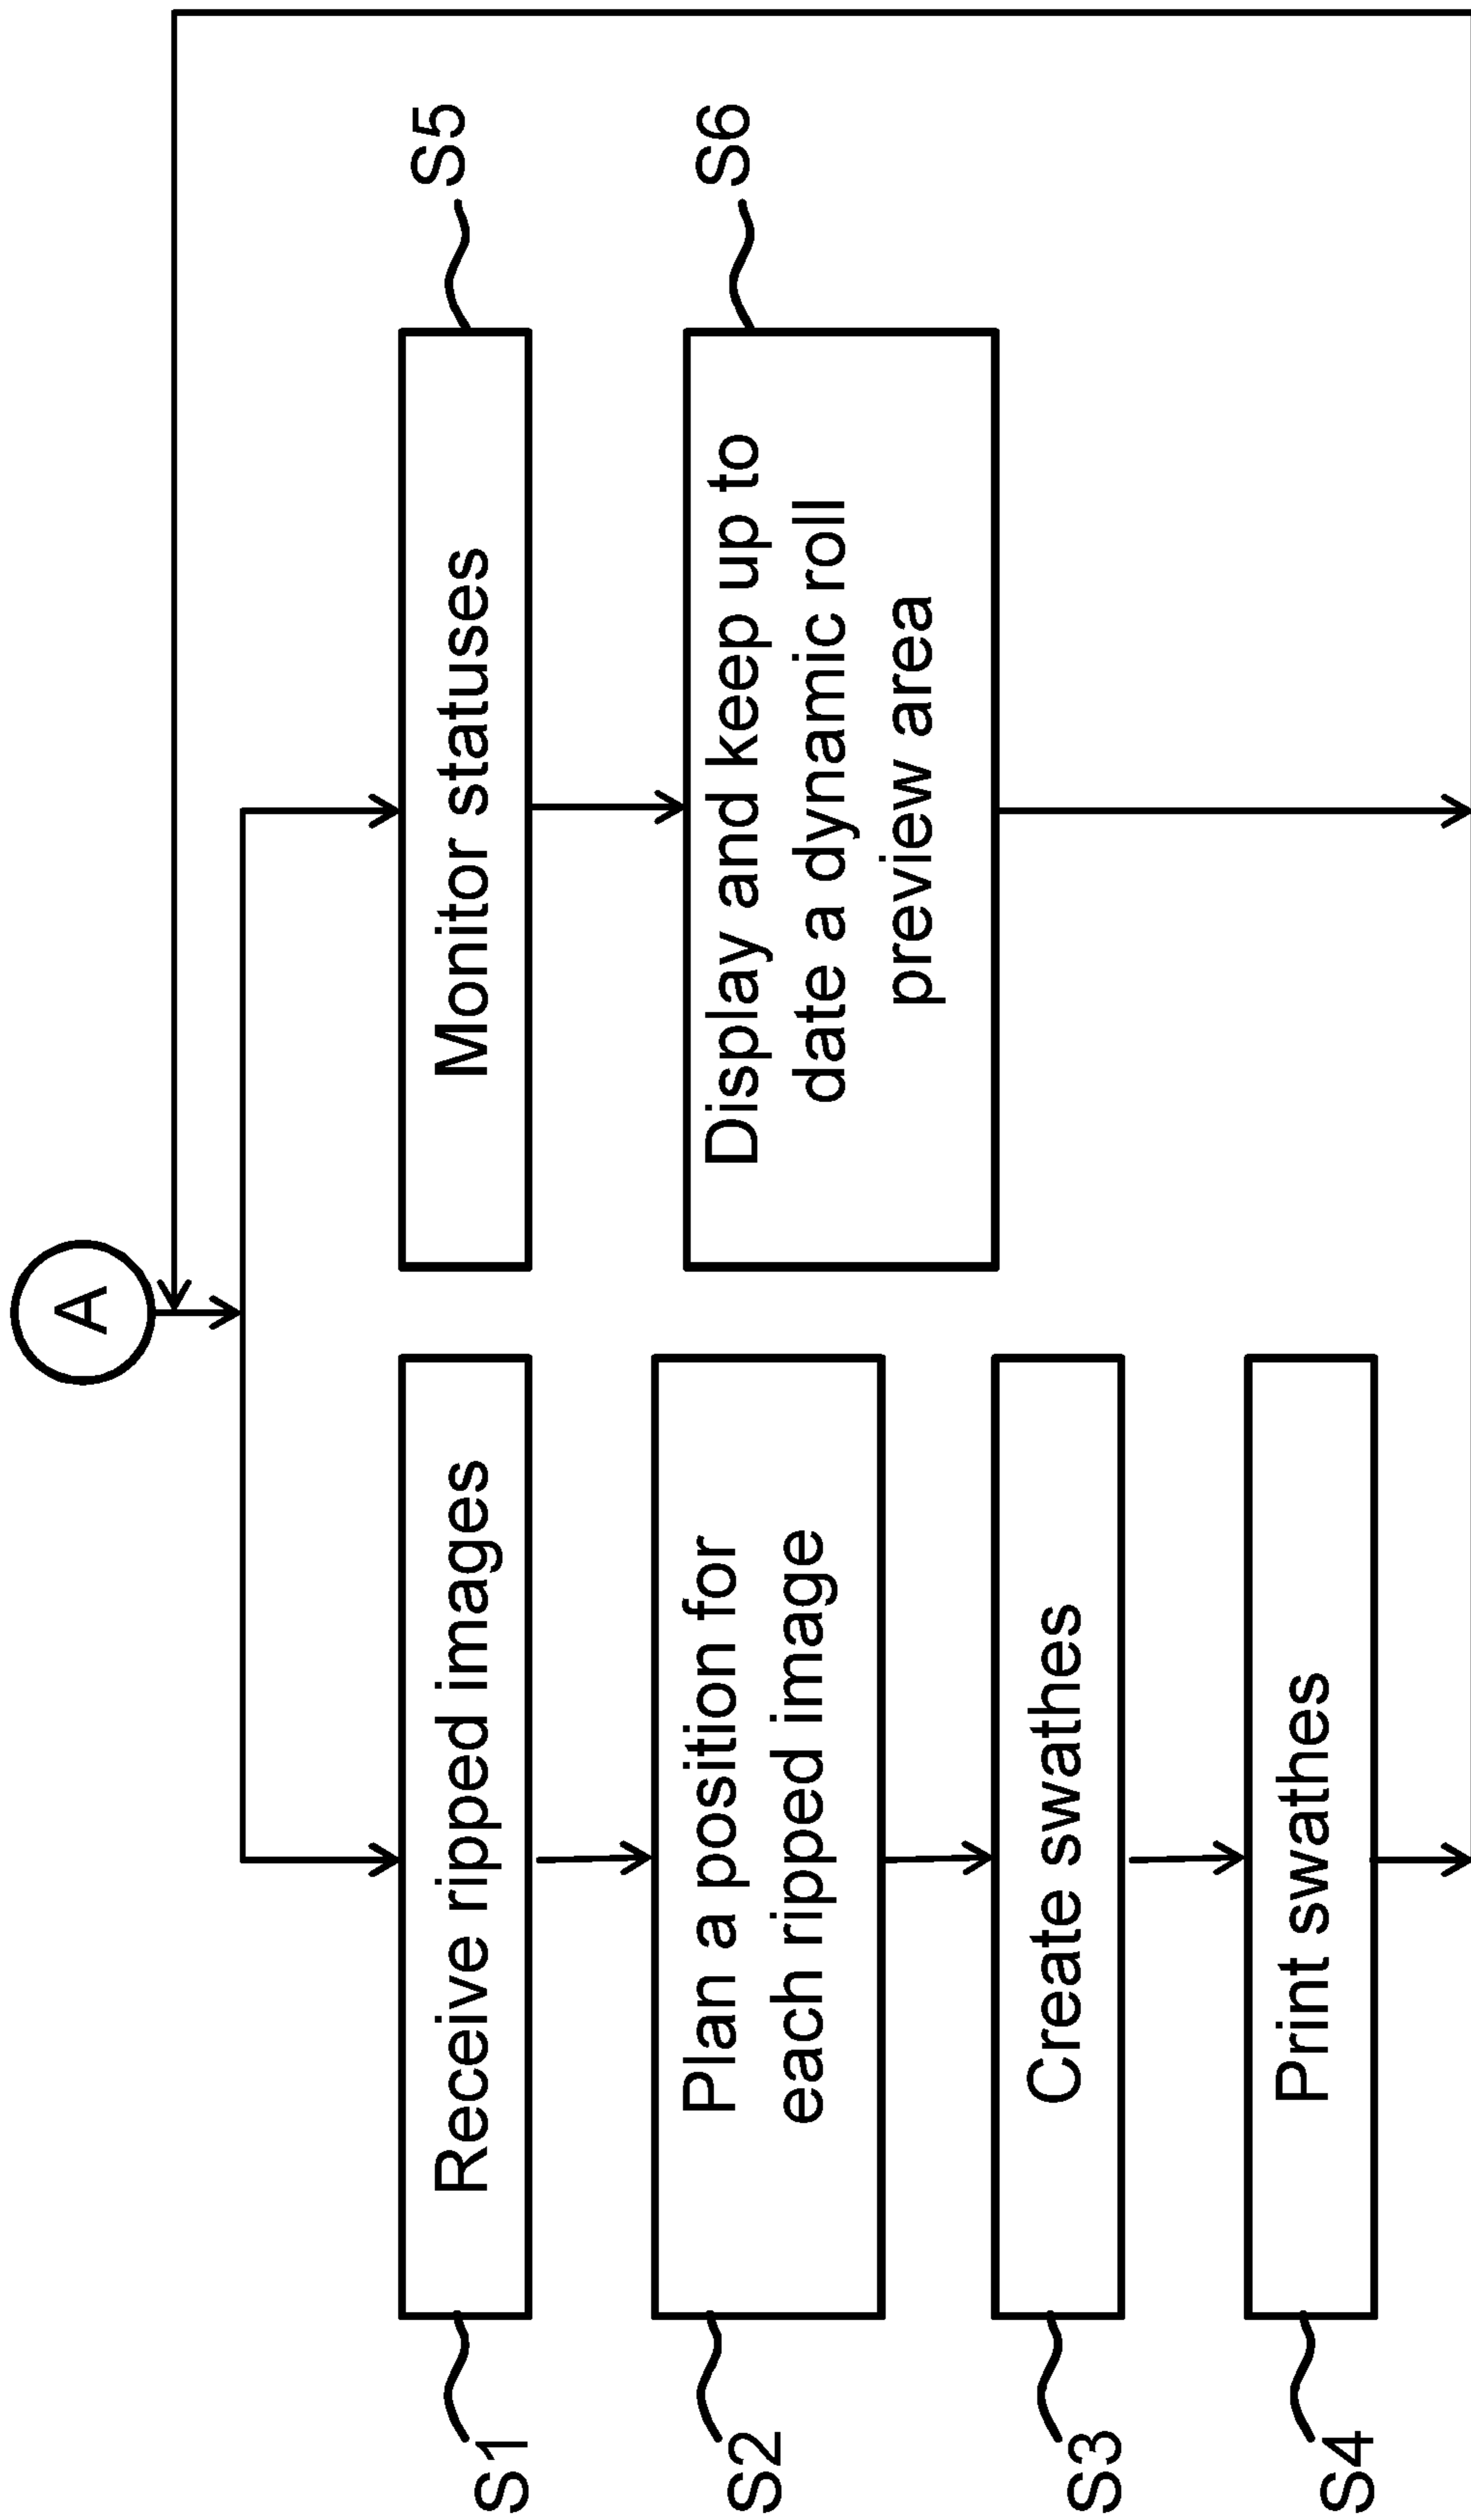 A
S1
Receive ripped images
S2
Plan a position for
each ripped image
S3
Create swathes
S4
Print swathes
Monitor statuses
S5
Display and keep up to
date a dynamic roll
preview area
S6